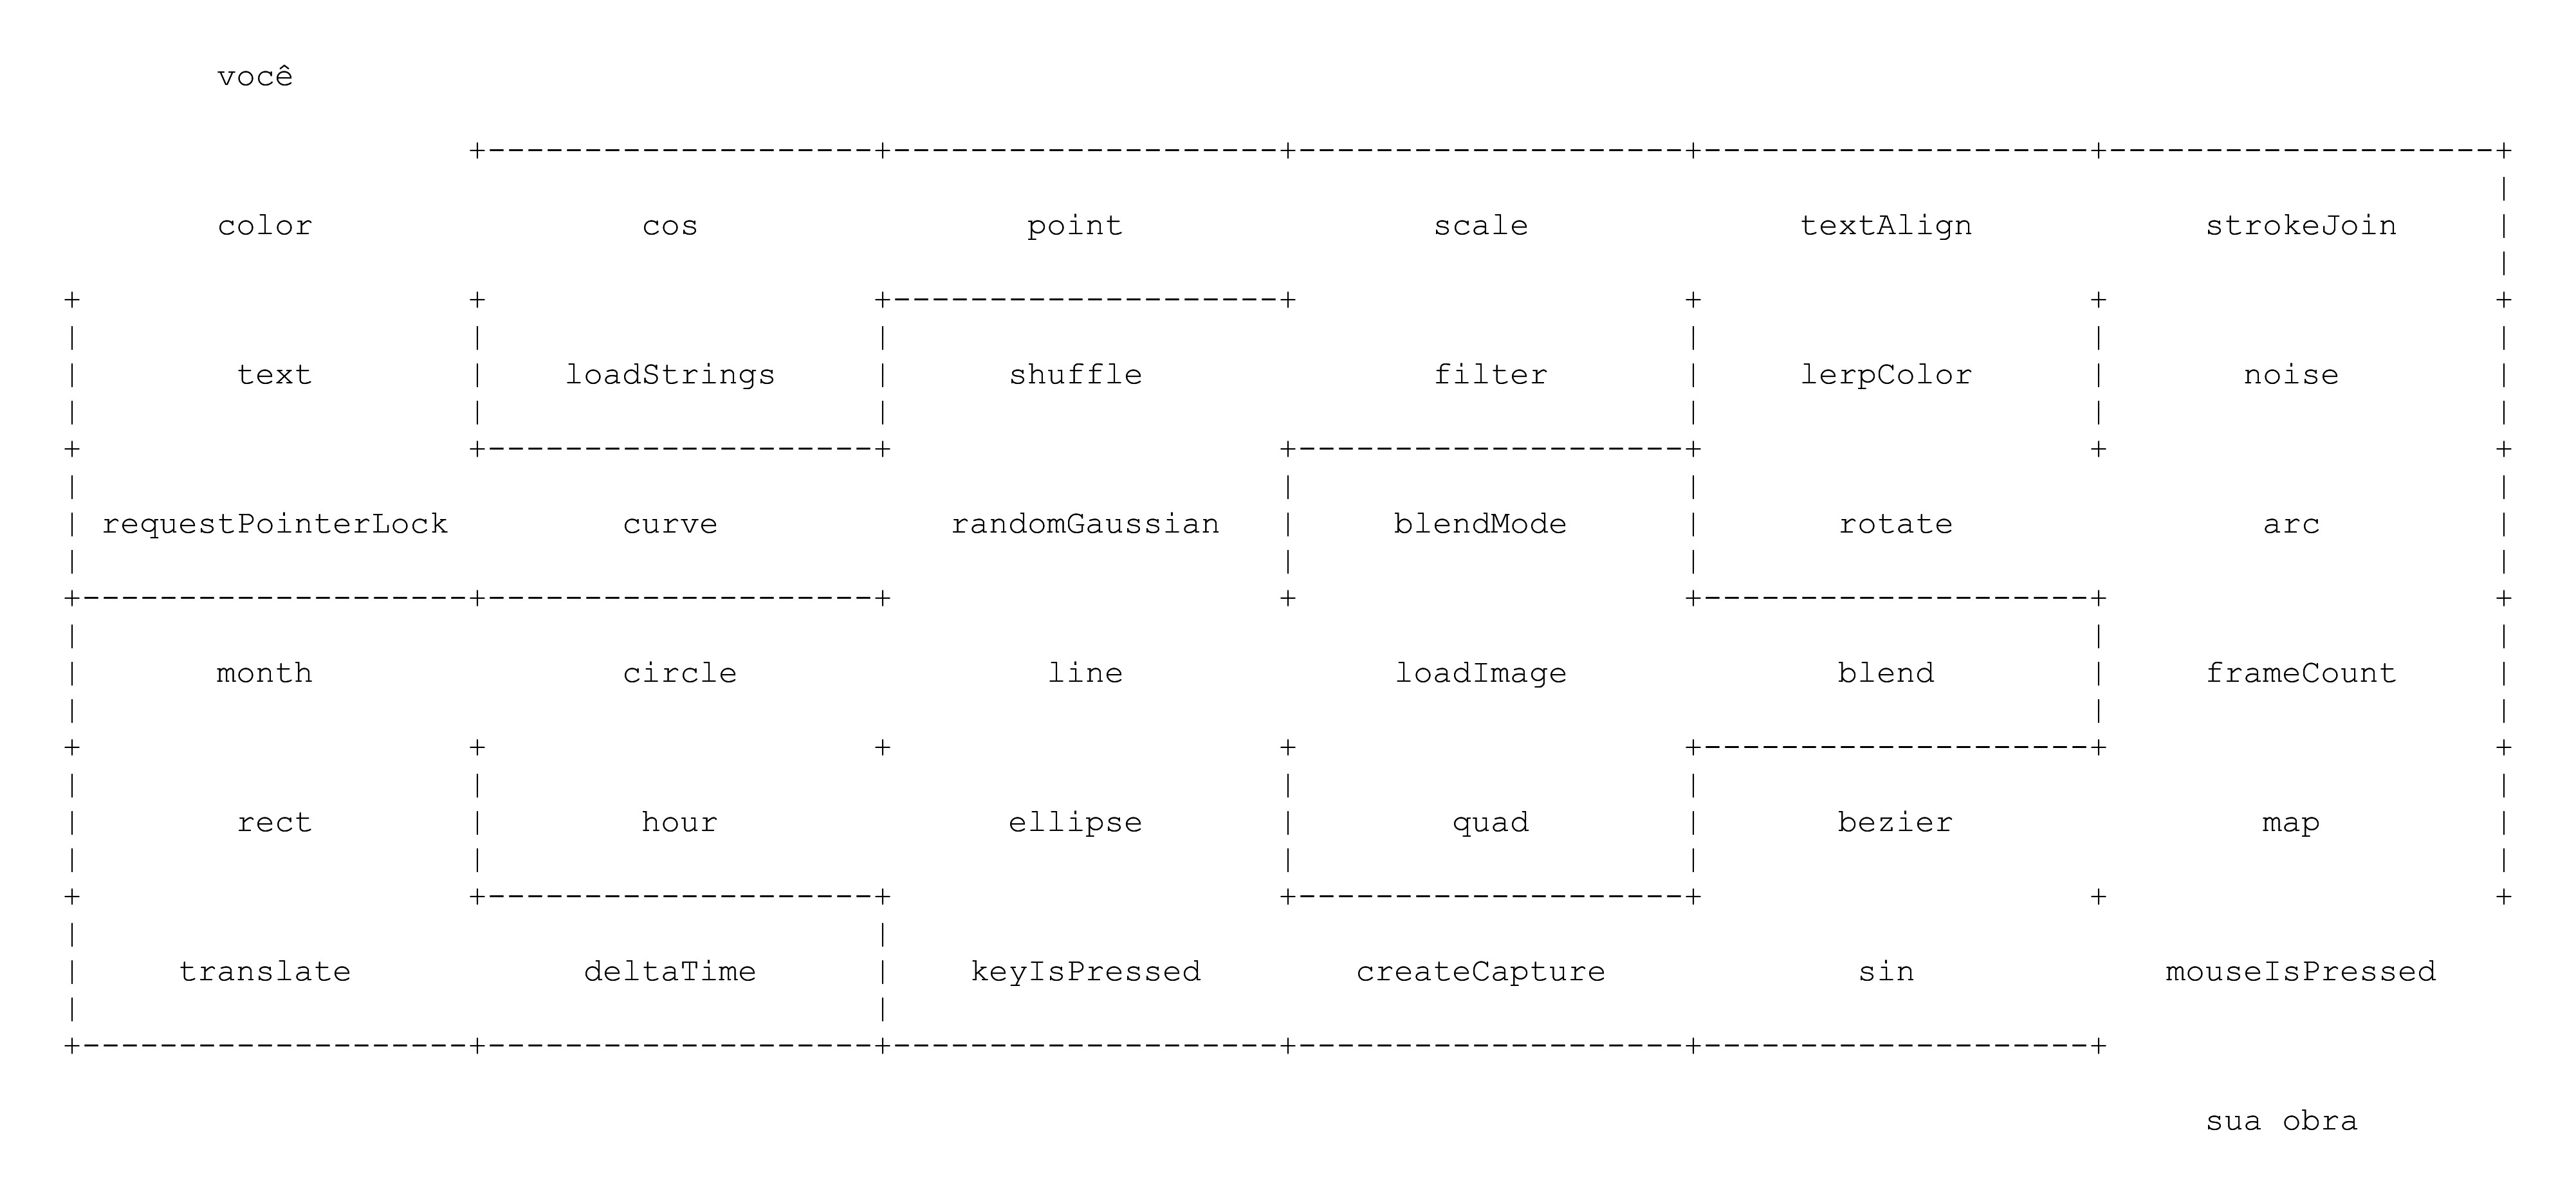 você
color cos point scale textAlign strokeJoin
text loadStrings shuffle filter lerpColor noise
requestPointerLock curve randomGaussian blendMode rotate arc
month circle line loadImage blend frameCount
rect hour ellipse quad bezier map
translate deltaTime keyIsPressed createCapture sin mouseIsPressed
sua obra